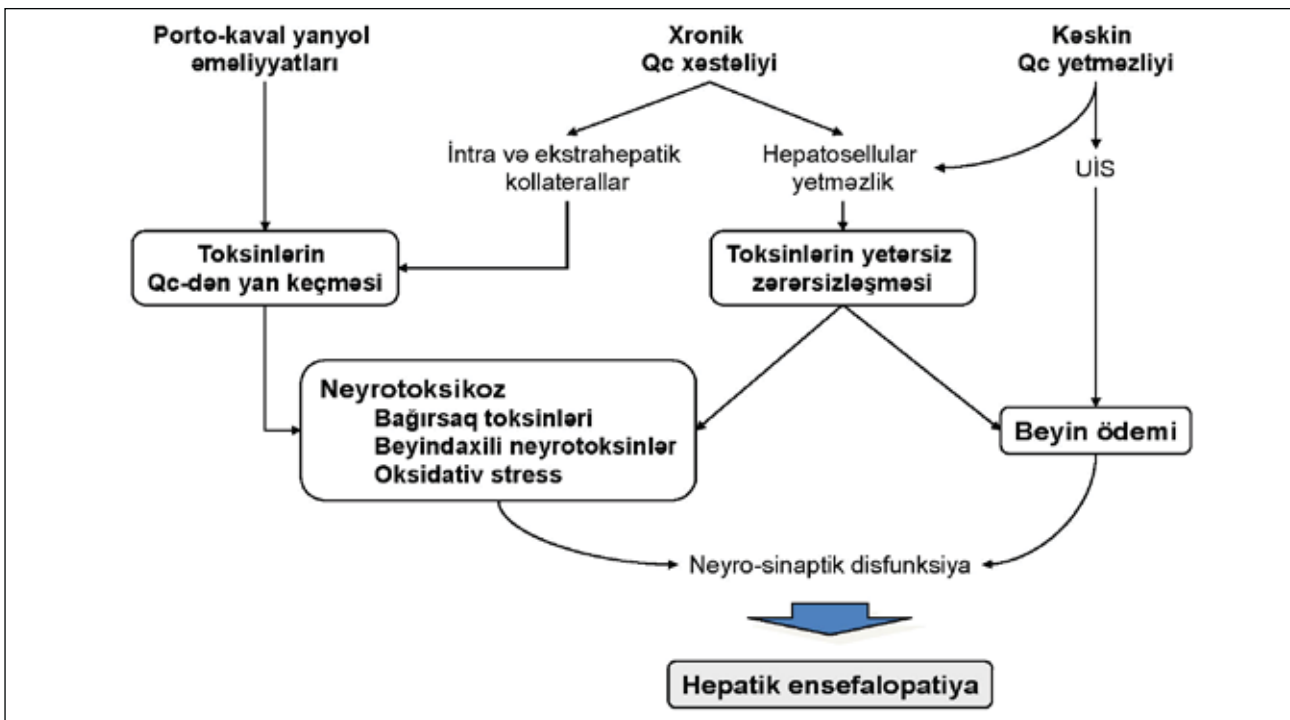 Porto-kaval yanyol
əməliyyatları
Xronik
Qc xəstəliyi
Kəskin
Qc yetməzliyi
İntra və ekstrahepatik
kollaterallar
Hepatosellular
yetməzlik
UİS
Toksinlərin
Qc-dən yan keçməsi
Toksinlərin yetərsiz
zərərsizləşməsi
Neyrotoksikoz
Bağırsaq toksinləri
Beyindaxili neyrotoksinlər
Oksidativ stress
Beyin ödemi
Neyro-sinaptik disfunksiya
Hepatik ensefalopatiya